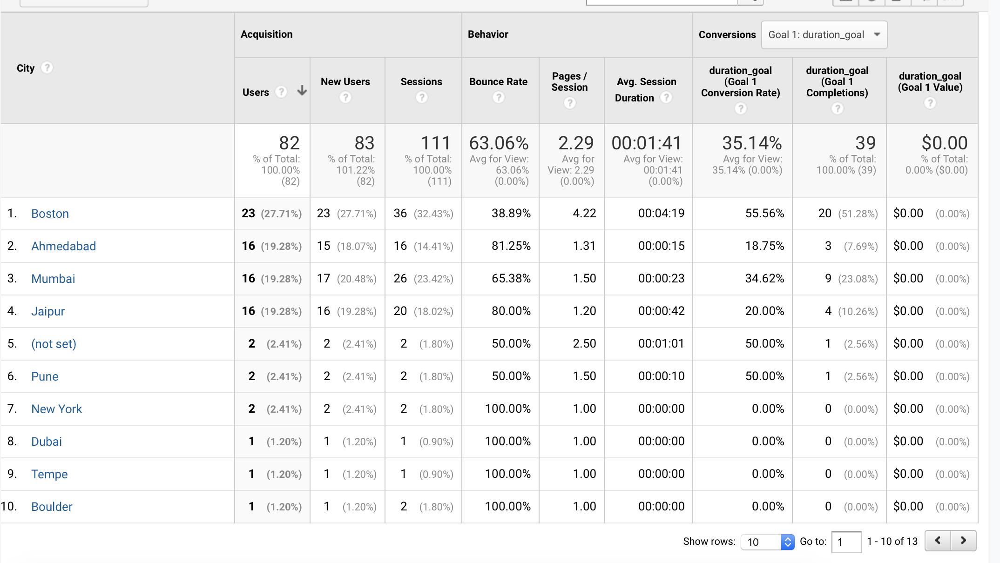 Acquisition Behavior Conversions Goal 1: duration_goal
City ?
Users ? New Users ? Sessions ? Bounce Rate ? Pages / Session ? Avg. Session Duration ? duration_goal (Goal 1 Conversion Rate) ? duration_goal (Goal 1 Completions) ? duration_goal (Goal 1 Value) ?
82 83 111 63.06% 2.29 00:01:41 35.14% 39 $0.00
% of Total: % of Total: % of Total: Avg for View: Avg for Avg for View: Avg for View: % of Total: % of Total:
100.00% 101.22% 100.00% 63.06% View: 2.29 00:01:41 35.14% (0.00%) 100.00% (39) 0.00% ($0.00)
(82) (82) (111) (0.00%) (0.00%) (0.00%)
1. Boston 23 (27.71%) 23 (27.71%) 36 (32.43%) 38.89% 4.22 00:04:19 55.56% 20 (51.28%) $0.00 (0.00%)
2. Ahmedabad 16 (19.28%) 15 (18.07%) 16 (14.41%) 81.25% 1.31 00:00:15 18.75% 3 (7.69%) $0.00 (0.00%)
3. Mumbai 16 (19.28%) 17 (20.48%) 26 (23.42%) 65.38% 1.50 00:00:23 34.62% 9 (23.08%) $0.00 (0.00%)
4. Jaipur 16 (19.28%) 16 (19.28%) 20 (18.02%) 80.00% 1.20 00:00:42 20.00% 4 (10.26%) $0.00 (0.00%)
5. (not set) 2 (2.41%) 2 (2.41%) 2 (1.80%) 50.00% 2.50 00:01:01 50.00% 1 (2.56%) $0.00 (0.00%)
6. Pune 2 (2.41%) 2 (2.41%) 2 (1.80%) 50.00% 1.50 00:00:10 50.00% 1 (2.56%) $0.00 (0.00%)
7. New York 2 (2.41%) 2 (2.41%) 2 (1.80%) 100.00% 1.00 00:00:00 0.00% 0 (0.00%) $0.00 (0.00%)
8. Dubai 1 (1.20%) 1 (1.20%) 1 (0.90%) 100.00% 1.00 00:00:00 0.00% 0 (0.00%) $0.00 (0.00%)
9. Tempe 1 (1.20%) 1 (1.20%) 1 (0.90%) 100.00% 1.00 00:00:00 0.00% 0 (0.00%) $0.00 (0.00%)
10. Boulder 1 (1.20%) 1 (1.20%) 2 (1.80%) 100.00% 1.00 00:00:00 0.00% 0 (0.00%) $0.00 (0.00%)
Show rows: 10 Go to: 1 1 - 10 of 13